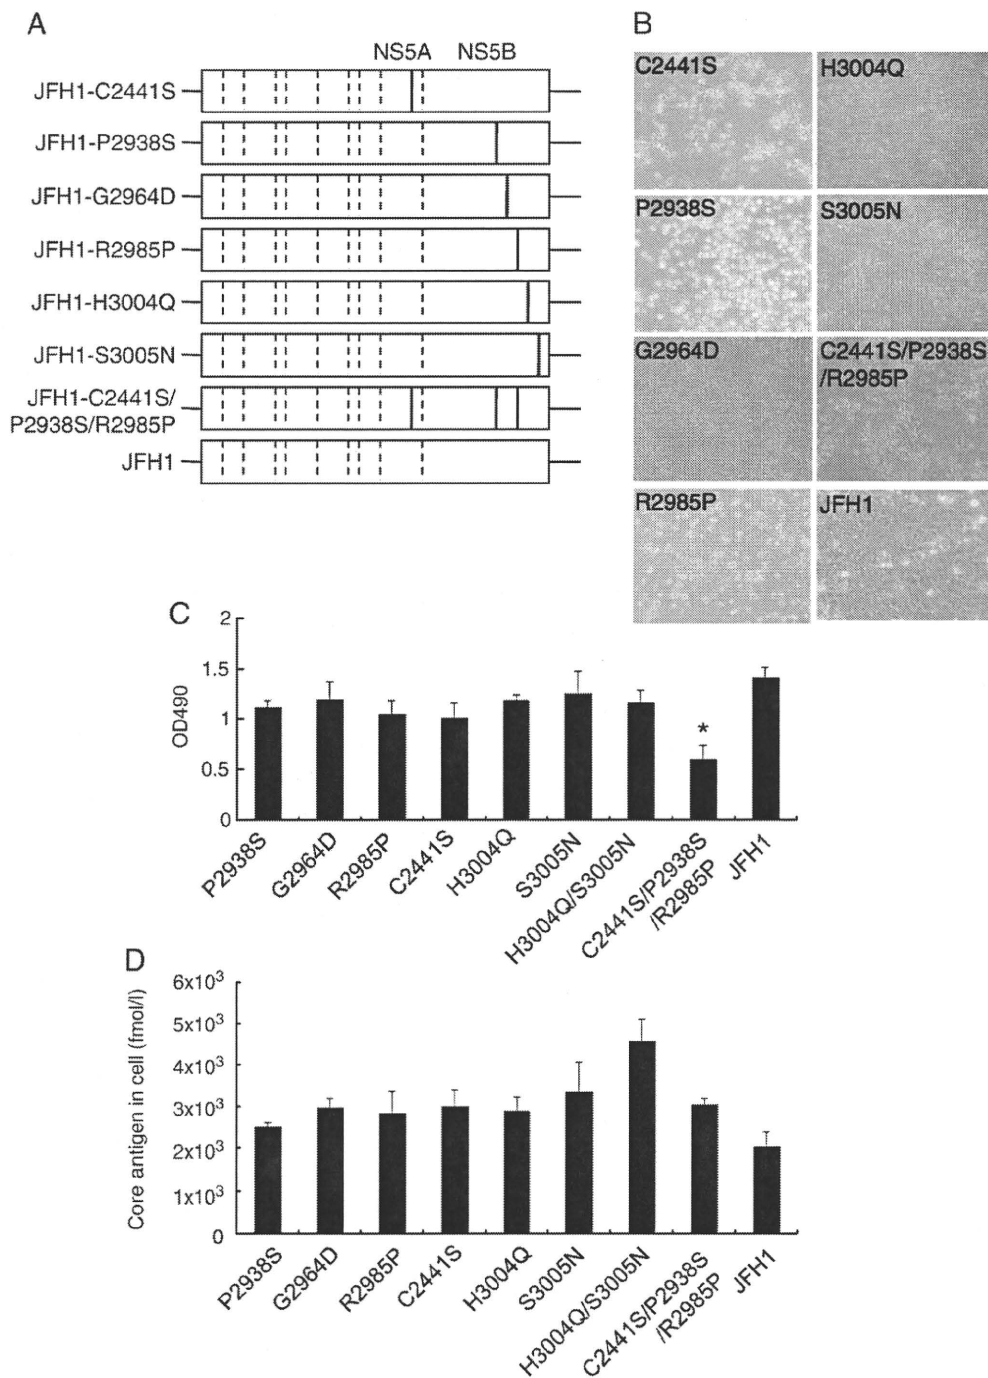 A
NS5A NS5B
JFH1-C2441S
JFH1-P2938S
JFH1-G2964D
JFH1-R2985P
JFH1-H3004Q
JFH1-S3005N
JFH1-C2441S/
P2938S/R2985P
JFH1
B
C2441S
H3004Q
P2938S
S3005N
G2964D
C2441S/P2938S
/R2985P
R2985P
JFH1
C
2
1.5
1
0.5
0
OD490
P2938S
G2964D
R2985P
C2441S
H3004Q
S3005N
H3004Q/S3005N
C2441S/P2938S
/R2985P
JFH1
*
D
6x10³
5x10³
4x10³
3x10³
2x10³
1x10³
0
Core antigen in cell (fmol/l)
P2938S
G2964D
R2985P
C2441S
H3004Q
S3005N
H3004Q/S3005N
C2441S/P2938S
/R2985P
JFH1